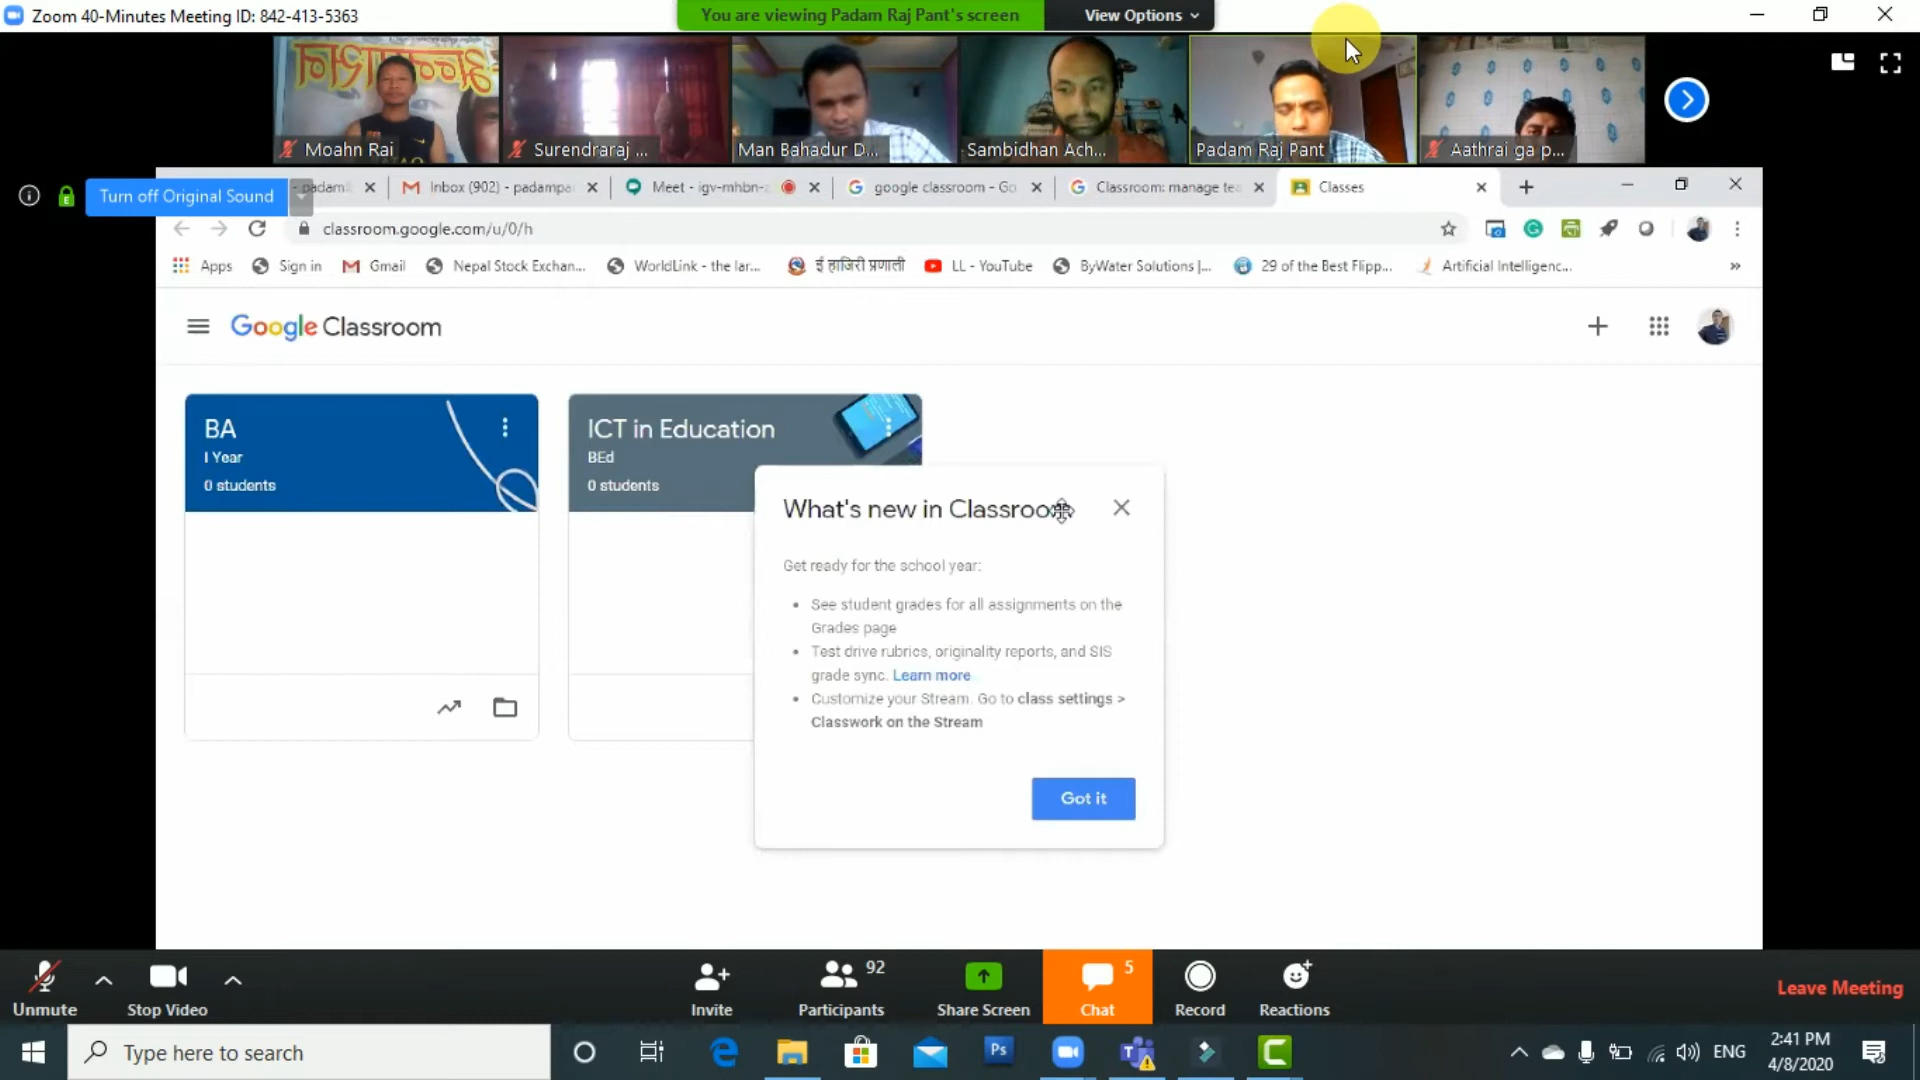 Zoom 40-Minutes Meeting ID: 842-413-5363
You are viewing Padam Raj Pant's screen
View Options
Moahn Rai
Surendraraj ...
Man Bahadur D...
Sambidhan Ach...
Padam Raj Pant
Aathrai ga p...
Turn off Original Sound
Inbox (902) - padampa
Meet - igv-mhbn-
google classroom - Go
Classroom: manage tea
Classes
classroom.google.com/u/0/h
Apps
Sign in
Gmail
Nepal Stock Exchan...
WorldLink - the lar...
ई हाजिरी प्रणाली
LL - YouTube
ByWater Solutions |...
29 of the Best Flipp...
Artificial Intelligenc...
»
Google Classroom
BA
I Year
0 students
ICT in Education
BEd
0 students
What's new in Classroom
Get ready for the school year:
• See student grades for all assignments on the
Grades page
• Test drive rubrics, originality reports, and SIS
grade sync. Learn more
• Customize your Stream. Go to class settings >
Classwork on the Stream
Got it
Unmute
Stop Video
Invite
92
Participants
Share Screen
5
Chat
Record
Reactions
Leave Meeting
Type here to search
Ps
ENG
2:41 PM
4/8/2020